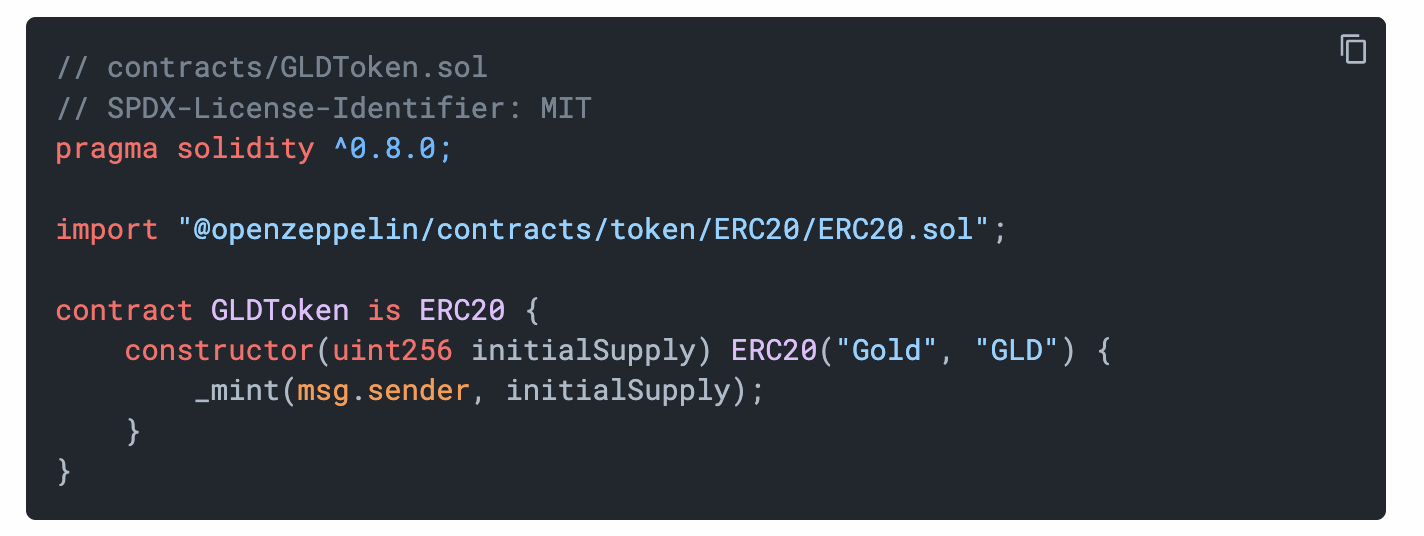 // contracts/GLDToken.sol
// SPDX-License-Identifier: MIT
pragma solidity ^0.8.0;

import "@openzeppelin/contracts/token/ERC20/ERC20.sol";

contract GLDToken is ERC20 {
    constructor(uint256 initialSupply) ERC20("Gold", "GLD") {
        _mint(msg.sender, initialSupply);
    }
}